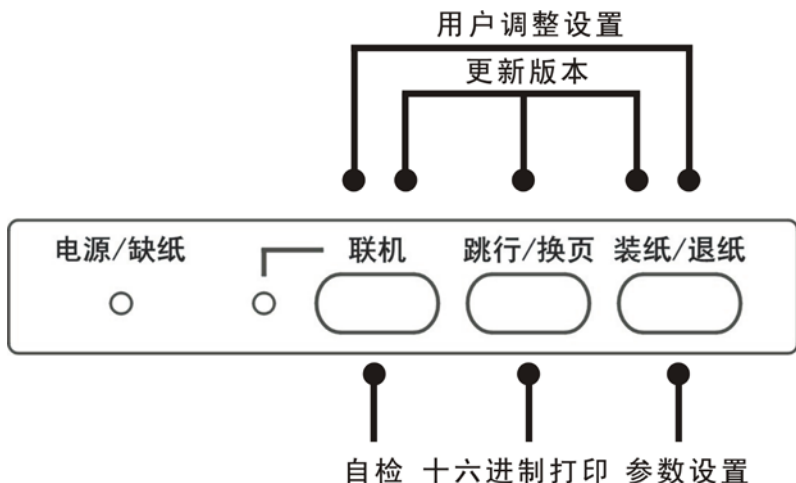 用户调整设置
更新版本
电源/缺纸 联机 跳行/换页 装纸/退纸
自检 十六进制打印 参数设置